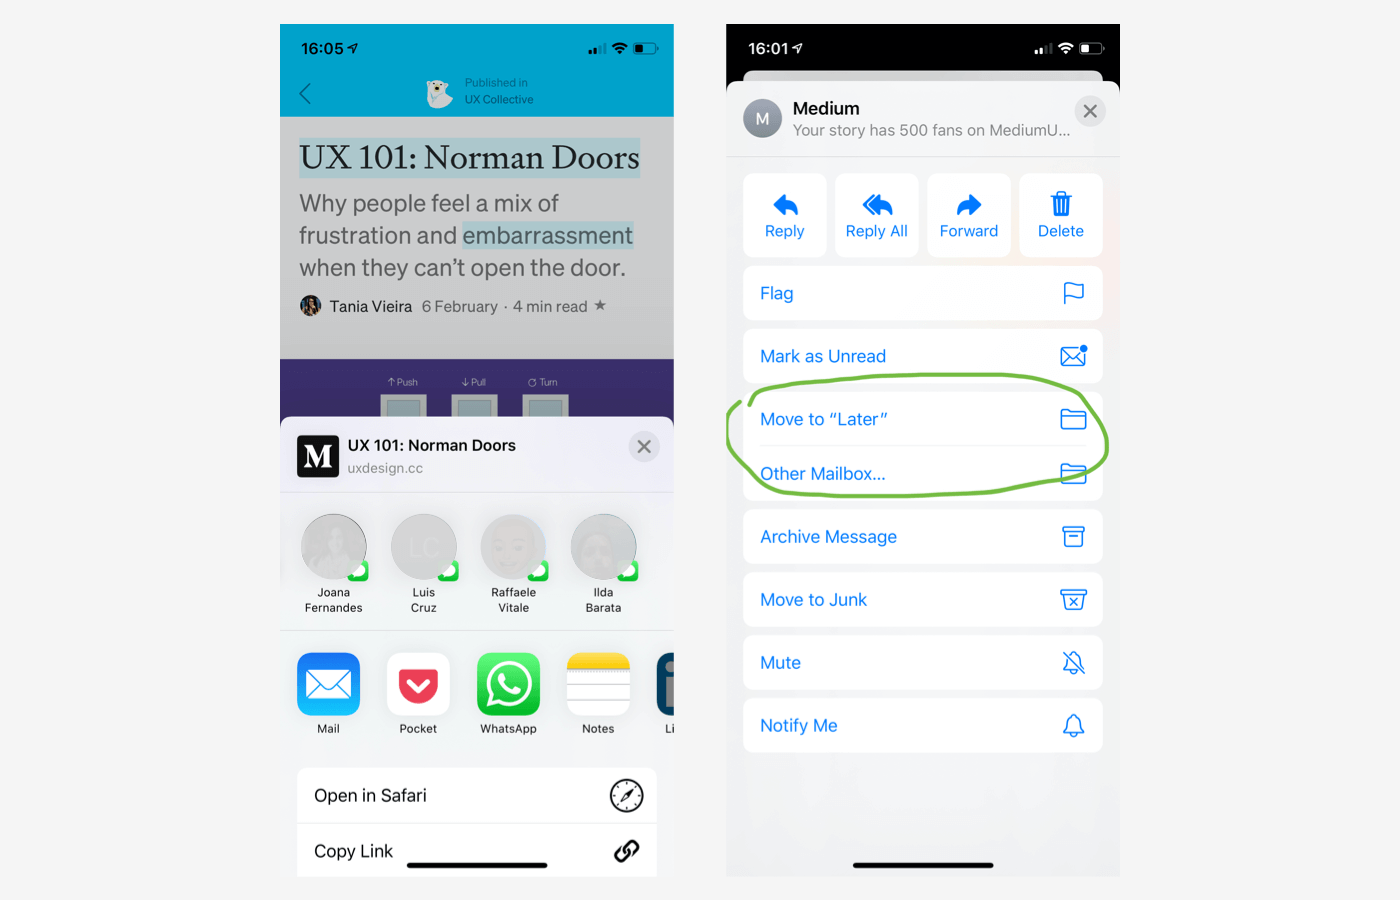 16:05
Published in
UX Collective
UX 101: Norman Doors
Why people feel a mix of
frustration and embarrassment
when they can’t open the door.
Tania Vieira 6 February · 4 min read ★
↑ Push ↓ Pull Turn
M
UX 101: Norman Doors
uxdesign.cc
LC
Joana
Fernandes
Luis
Cruz
Raffaele
Vitale
Ilda
Barata
Mail
Pocket
WhatsApp
Notes
Li
Open in Safari
Copy Link
16:01
M
Medium
Your story has 500 fans on MediumU...
Reply
Reply All
Forward
Delete
Flag
Mark as Unread
Move to “Later”
Other Mailbox...
Archive Message
Move to Junk
Mute
Notify Me